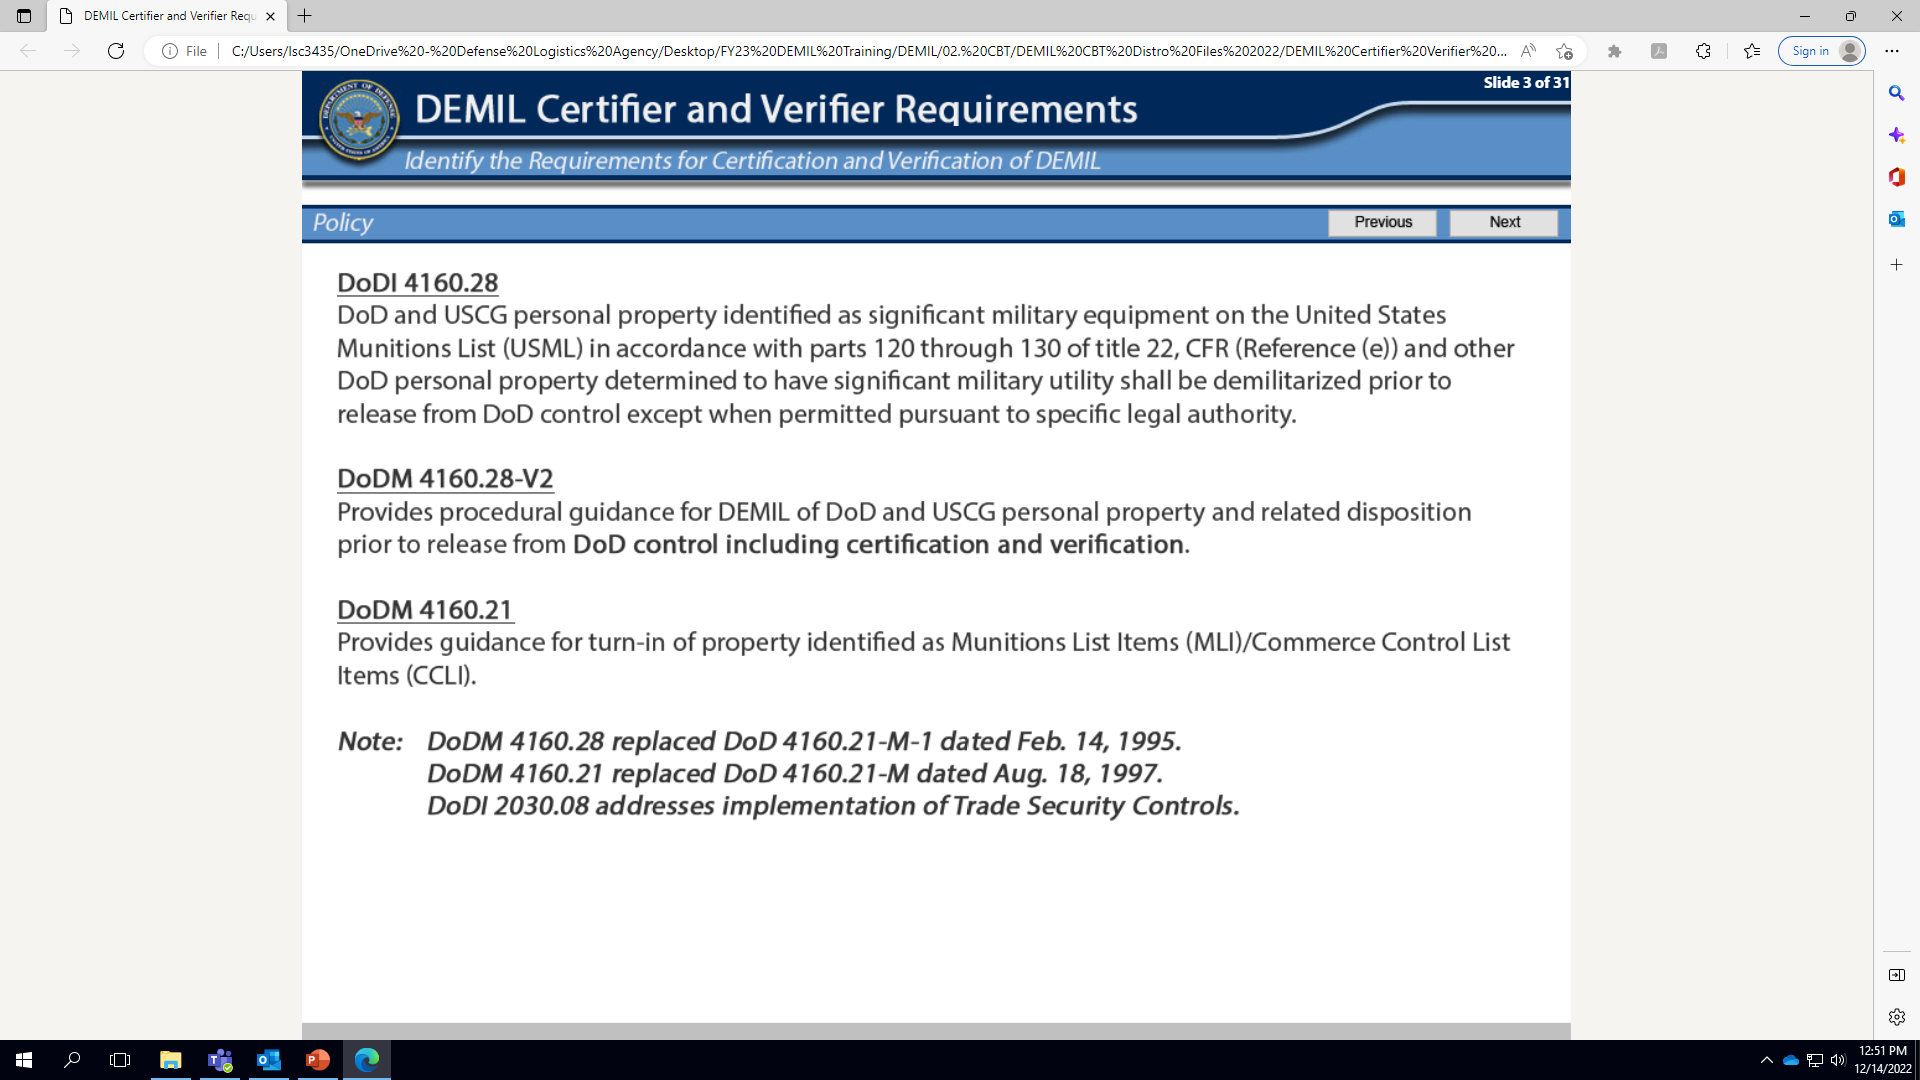 DEMIL Certifier and Verifier Requ
File
C:/Users/lsc3435/OneDrive%20-%20Defense%20Logistics%20Agency/Desktop/FY23%20DEMIL%20Training/DEMIL/02.%20CBT/DEMIL%20CBT%20Distro%20Files%202022/DEMIL%20Certifier%20Verifier%20...
Sign in
Slide 3 of 31
DEMIL Certifier and Verifier Requirements
Identify the Requirements for Certification and Verification of DEMIL
Policy
Previous
Next
DoDI 4160.28
DoD and USCG personal property identified as significant military equipment on the United States
Munitions List (USML) in accordance with parts 120 through 130 of title 22, CFR (Reference (e)) and other
DoD personal property determined to have significant military utility shall be demilitarized prior to
release from DoD control except when permitted pursuant to specific legal authority.
DoDM 4160.28-V2
Provides procedural guidance for DEMIL of DoD and USCG personal property and related disposition
prior to release from DoD control including certification and verification.
DoDM 4160.21
Provides guidance for turn-in of property identified as Munitions List Items (MLI)/Commerce Control List
Items (CCLI).
Note: DoDM 4160.28 replaced DoD 4160.21-M-1 dated Feb. 14, 1995.
DoDM 4160.21 replaced DoD 4160.21-M dated Aug. 18, 1997.
DoDI 2030.08 addresses implementation of Trade Security Controls.
12:51 PM
12/14/2022